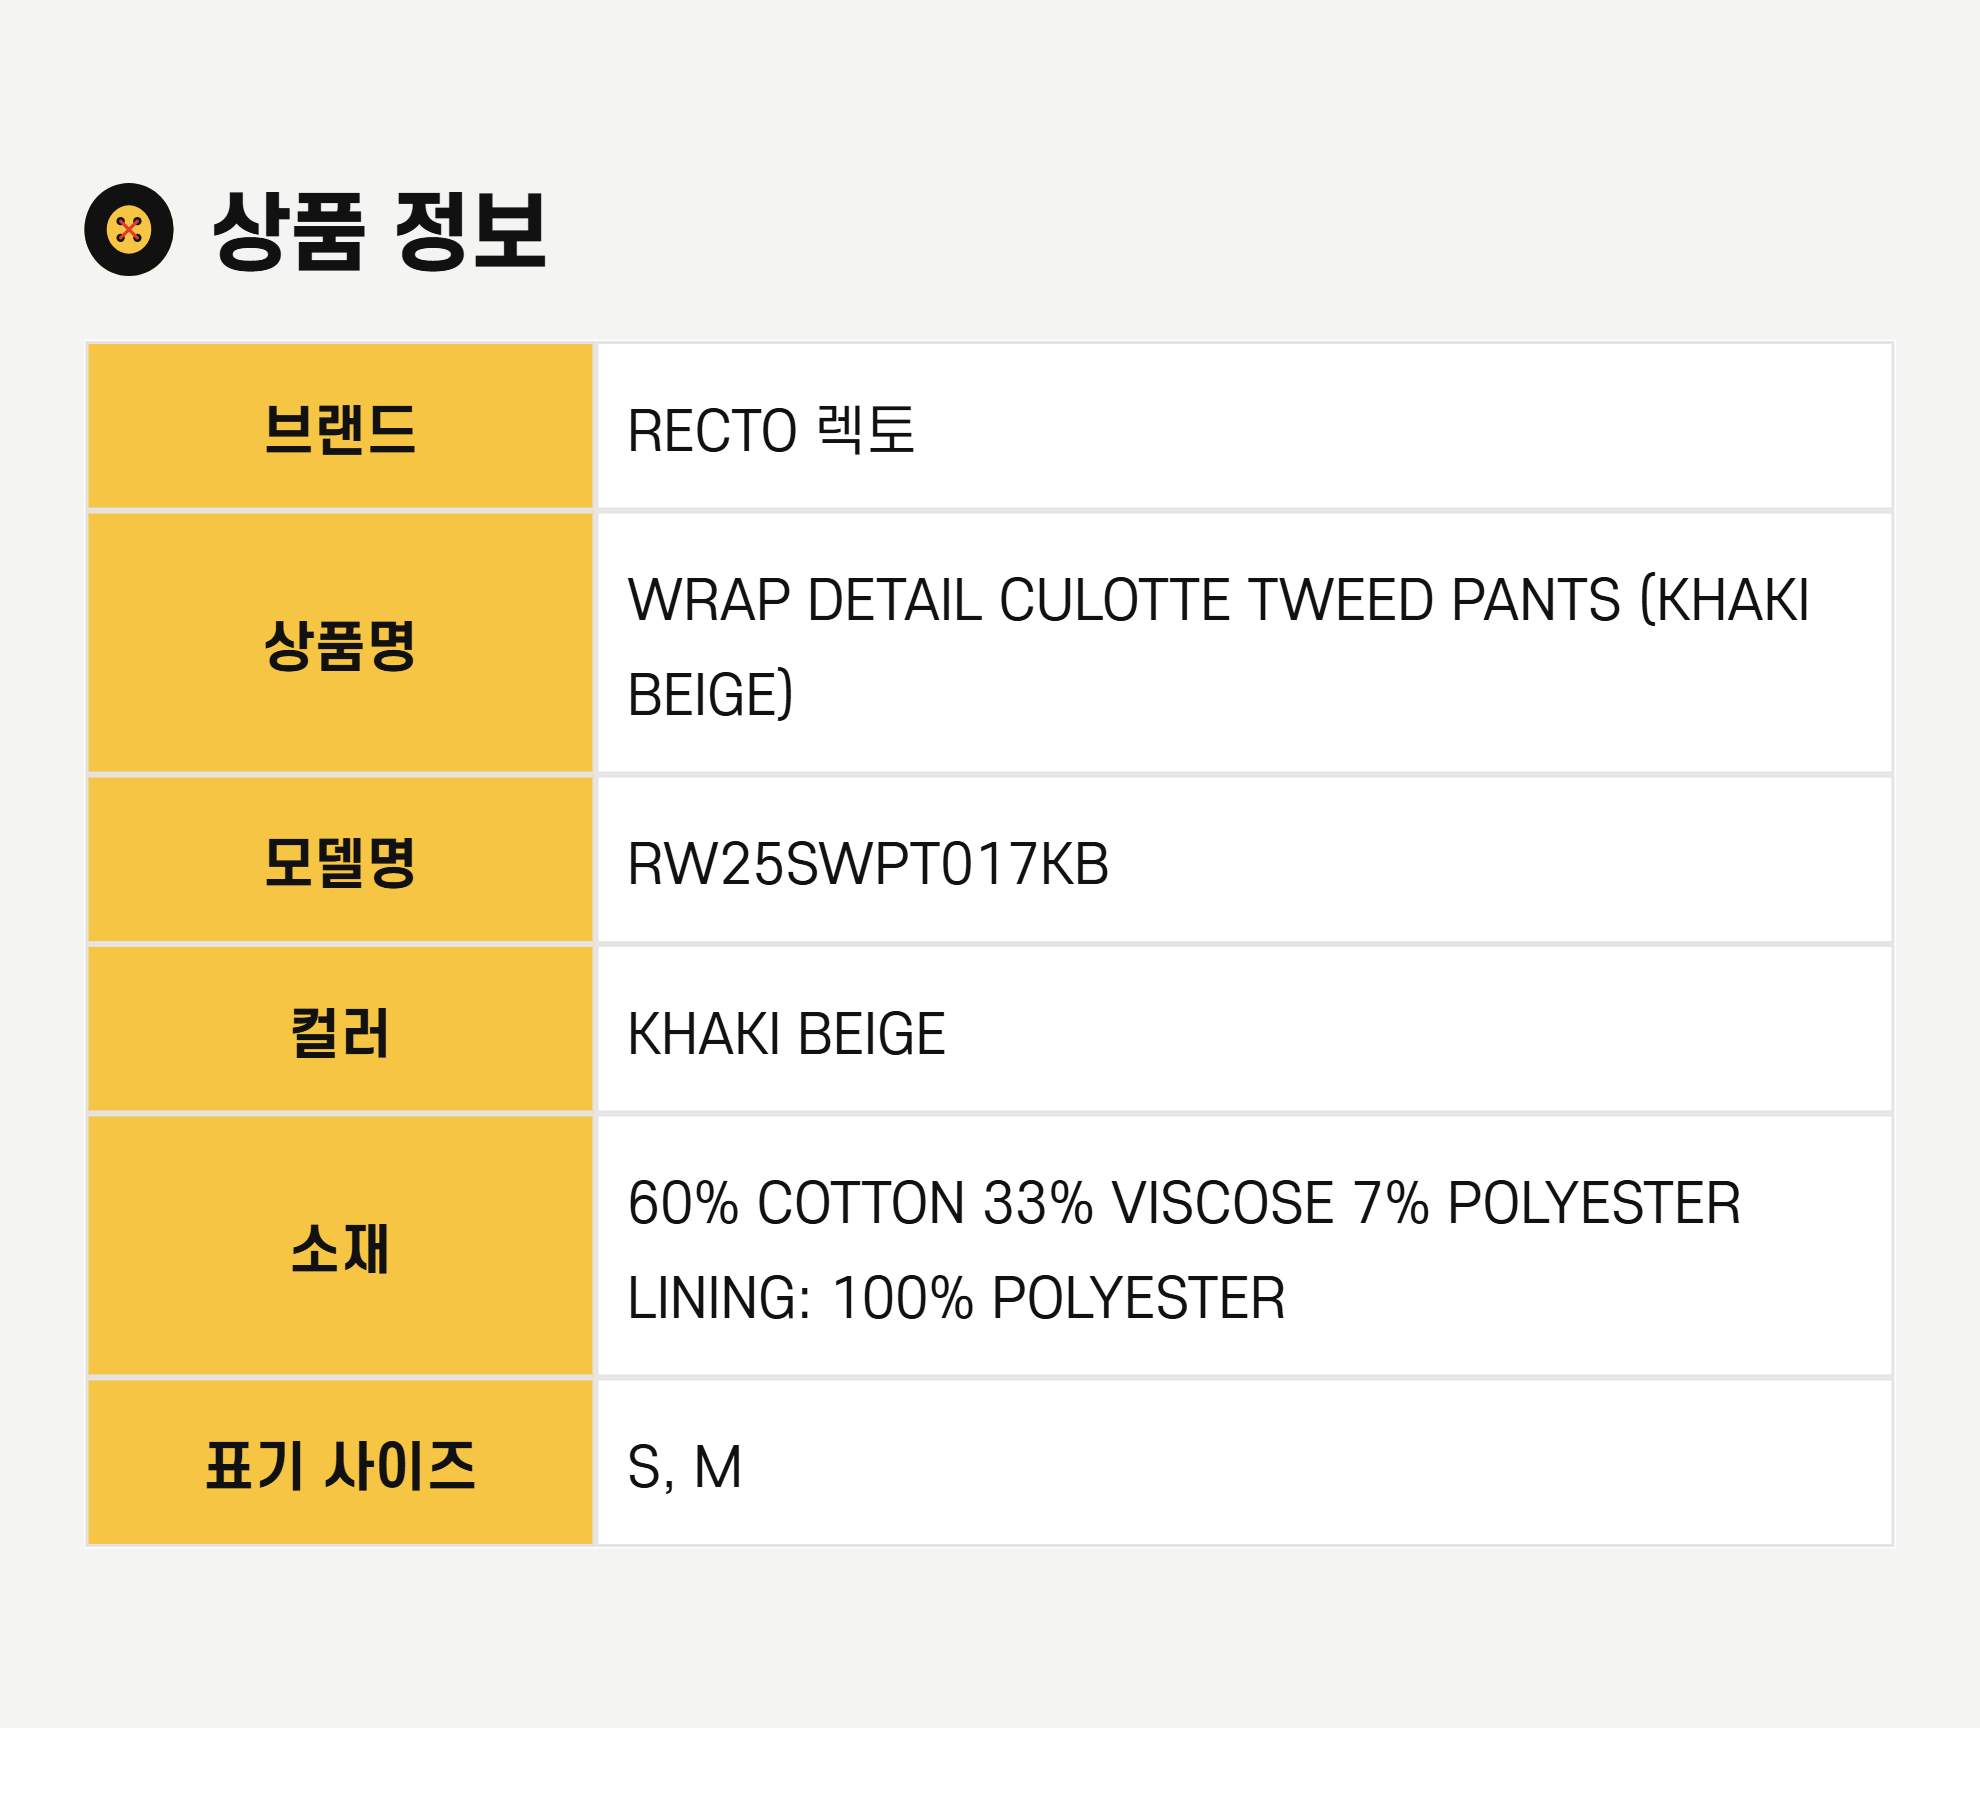 상품 정보
브랜드
RECTO 렉토
상품명
WRAP DETAIL CULOTTE TWEED PANTS (KHAKI
BEIGE)
모델명
RW25SWPT017KB
컬러
KHAKI BEIGE
소재
60% COTTON 33% VISCOSE 7% POLYESTER
LINING: 100% POLYESTER
표기 사이즈
S, M